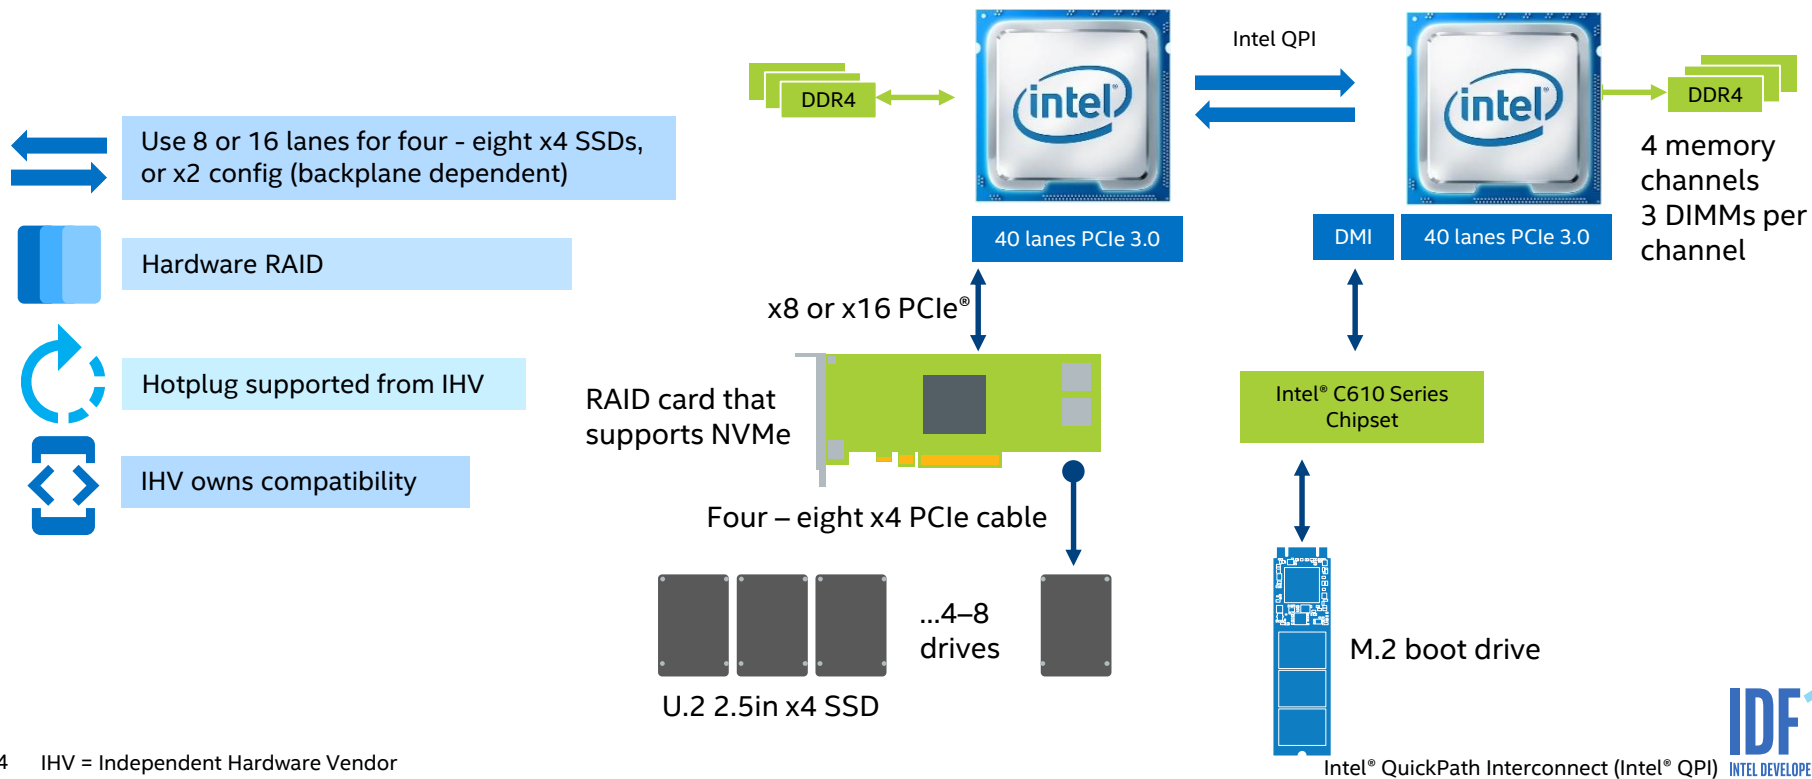 Intel QPI
DDR4
intel
intel
DDR4
Use 8 or 16 lanes for four - eight x4 SSDs,
or x2 config (backplane dependent)
4 memory
channels
3 DIMMs per
channel
40 lanes PCIe 3.0
DMI
40 lanes PCIe 3.0
Hardware RAID
x8 or x16 PCIe®
Hotplug supported from IHV
RAID card that
supports NVMe
Intel® C610 Series
Chipset
IHV owns compatibility
Four – eight x4 PCIe cable
...4–8
drives
M.2 boot drive
U.2 2.5in x4 SSD
IDF
INTEL DEVELOPE
4 IHV = Independent Hardware Vendor
Intel® QuickPath Interconnect (Intel® QPI)